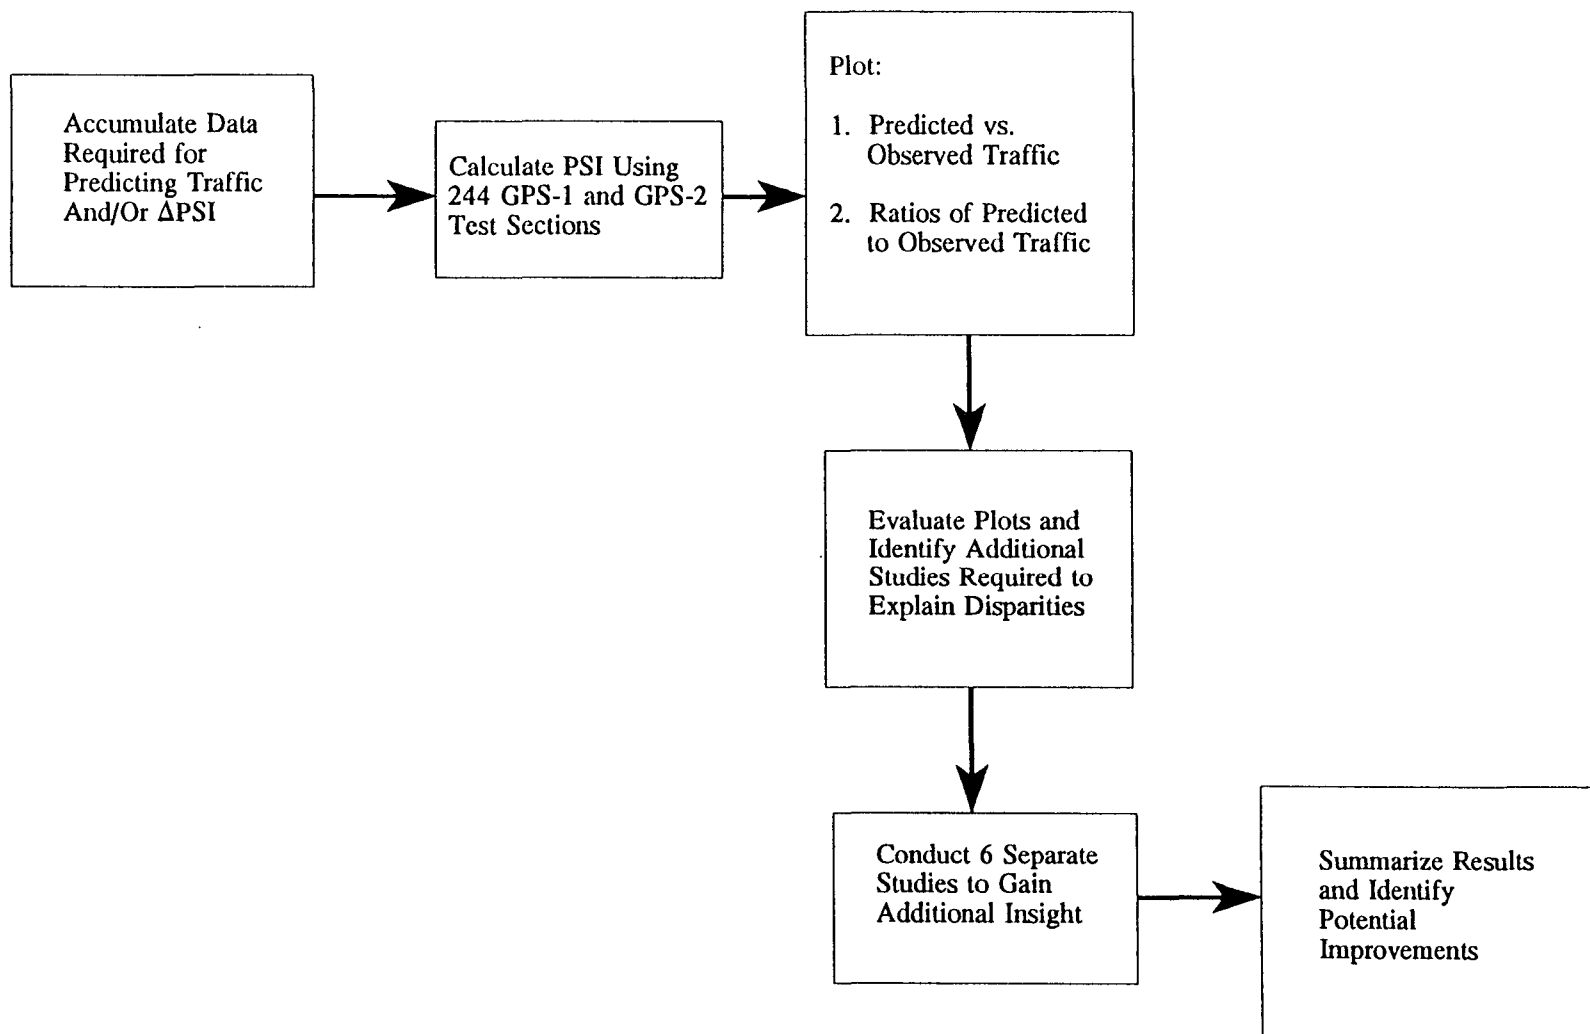 Accumulate Data
Required for
Predicting Traffic
And/Or ΔPSI
Calculate PSI Using
244 GPS-1 and GPS-2
Test Sections
Plot:
1. Predicted vs.
Observed Traffic
2. Ratios of Predicted
to Observed Traffic
Evaluate Plots and
Identify Additional
Studies Required to
Explain Disparities
Conduct 6 Separate
Studies to Gain
Additional Insight
Summarize Results
and Identify
Potential
Improvements